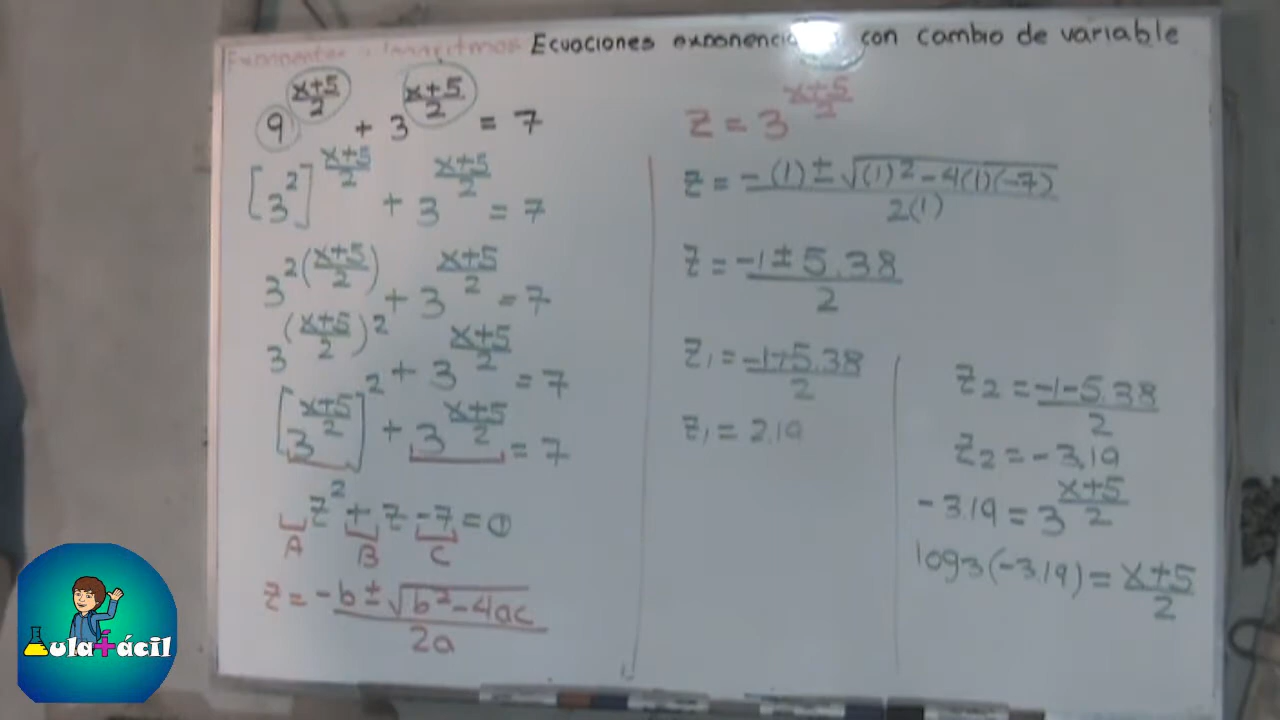 Exponentes y logaritmos Ecuaciones exponenciales con cambio de variable
9^((x+5)/2) + 3^((x+5)/2) = 7
[3^2]^((x+5)/2) + 3^((x+5)/2) = 7
3^(2((x+5)/2)) + 3^((x+5)/2) = 7
3^(((x+5)/2)2) + 3^((x+5)/2) = 7
[3^((x+5)/2)]^2 + 3^((x+5)/2) = 7
z^2 + z - 7 = 0
A B C
z = (-b ± √(b^2 - 4ac))/(2a)
z = 3^((x+5)/2)
z = (-(1) ± √((1)^2 - 4(1)(-7)))/(2(1))
z = (-1 ± 5.38)/2
z1 = (-1+5.38)/2
z1 = 2.19
z2 = (-1-5.38)/2
z2 = -3.19
-3.19 = 3^((x+5)/2)
log3(-3.19) = (x+5)/2
Aula+ácil